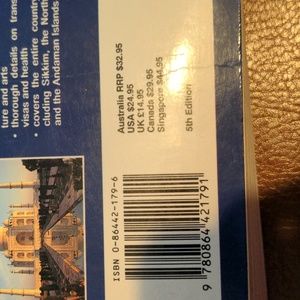 ture and arts
• thorough details on trans
visas and health
• covers the entire country
cluding Sikkim, the North
and the Andaman Islands
Australia RRP $32.95
USA $24.95
UK £14.95
Canada $29.95
Singapore $44.95
5th Edition
ISBN 0-86442-179-6
9 780864 421791